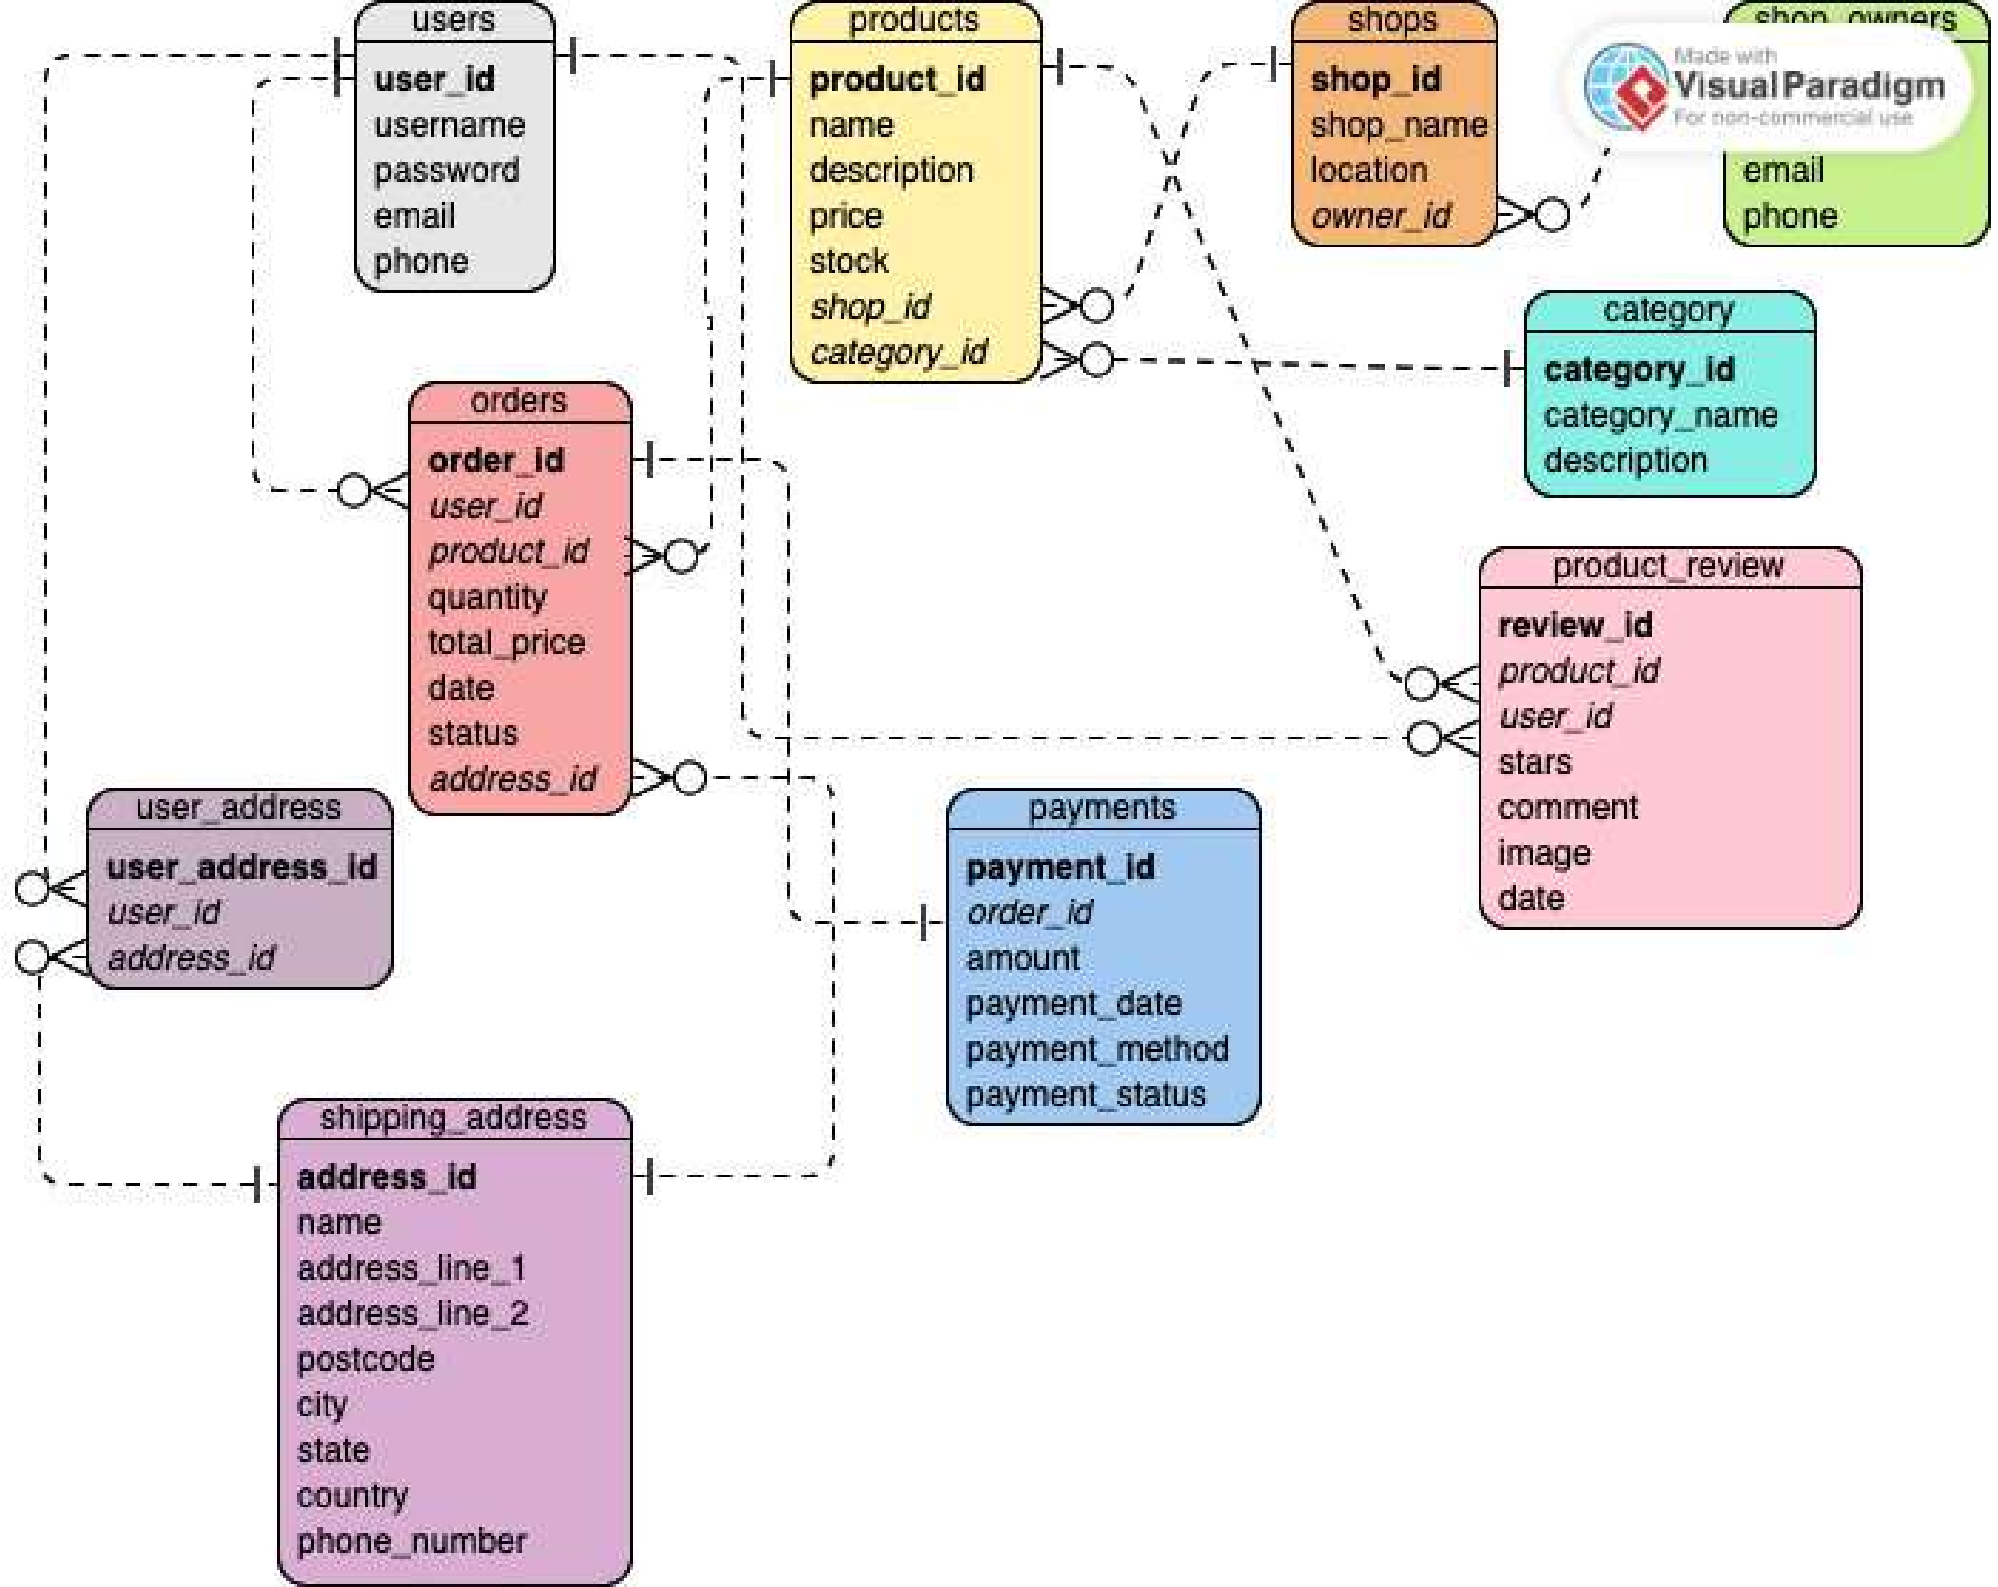 users
user_id
username
password
email
phone
products
product_id
name
description
price
stock
shop_id
category_id
shops
shop_id
shop_name
location
owner_id
shop_owners
Made with
Visual Paradigm
For non-commercial use
email
phone
category
category_id
category_name
description
orders
order_id
user_id
product_id
quantity
total_price
date
status
address_id
product_review
review_id
product_id
user_id
stars
comment
image
date
user_address
user_address_id
user_id
address_id
payments
payment_id
order_id
amount
payment_date
payment_method
payment_status
shipping_address
address_id
name
address_line_1
address_line_2
postcode
city
state
country
phone_number